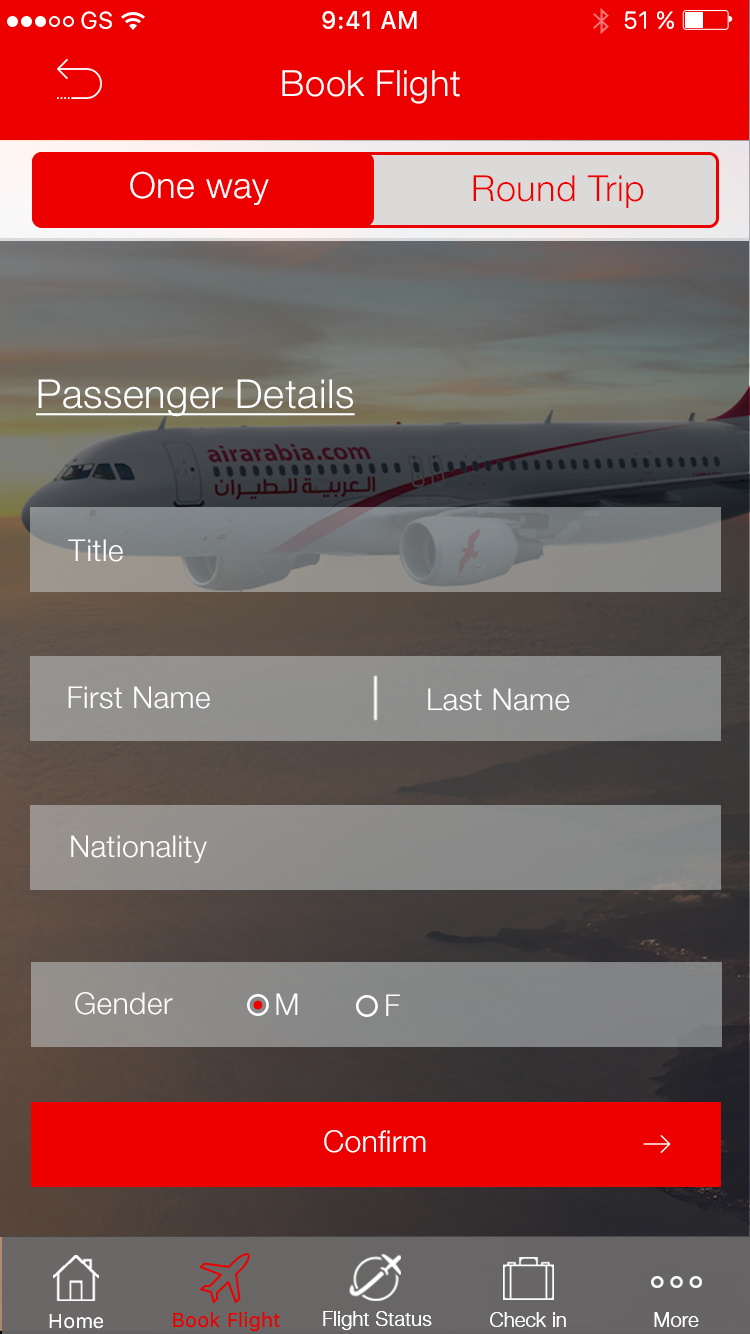 GS 9:41 AM 51 %
Book Flight
One way Round Trip
Passenger Details
airarabia.com
العربية للطيران
Title
First Name | Last Name
Nationality
Gender M F
Confirm
Home Book Flight Flight Status Check in More